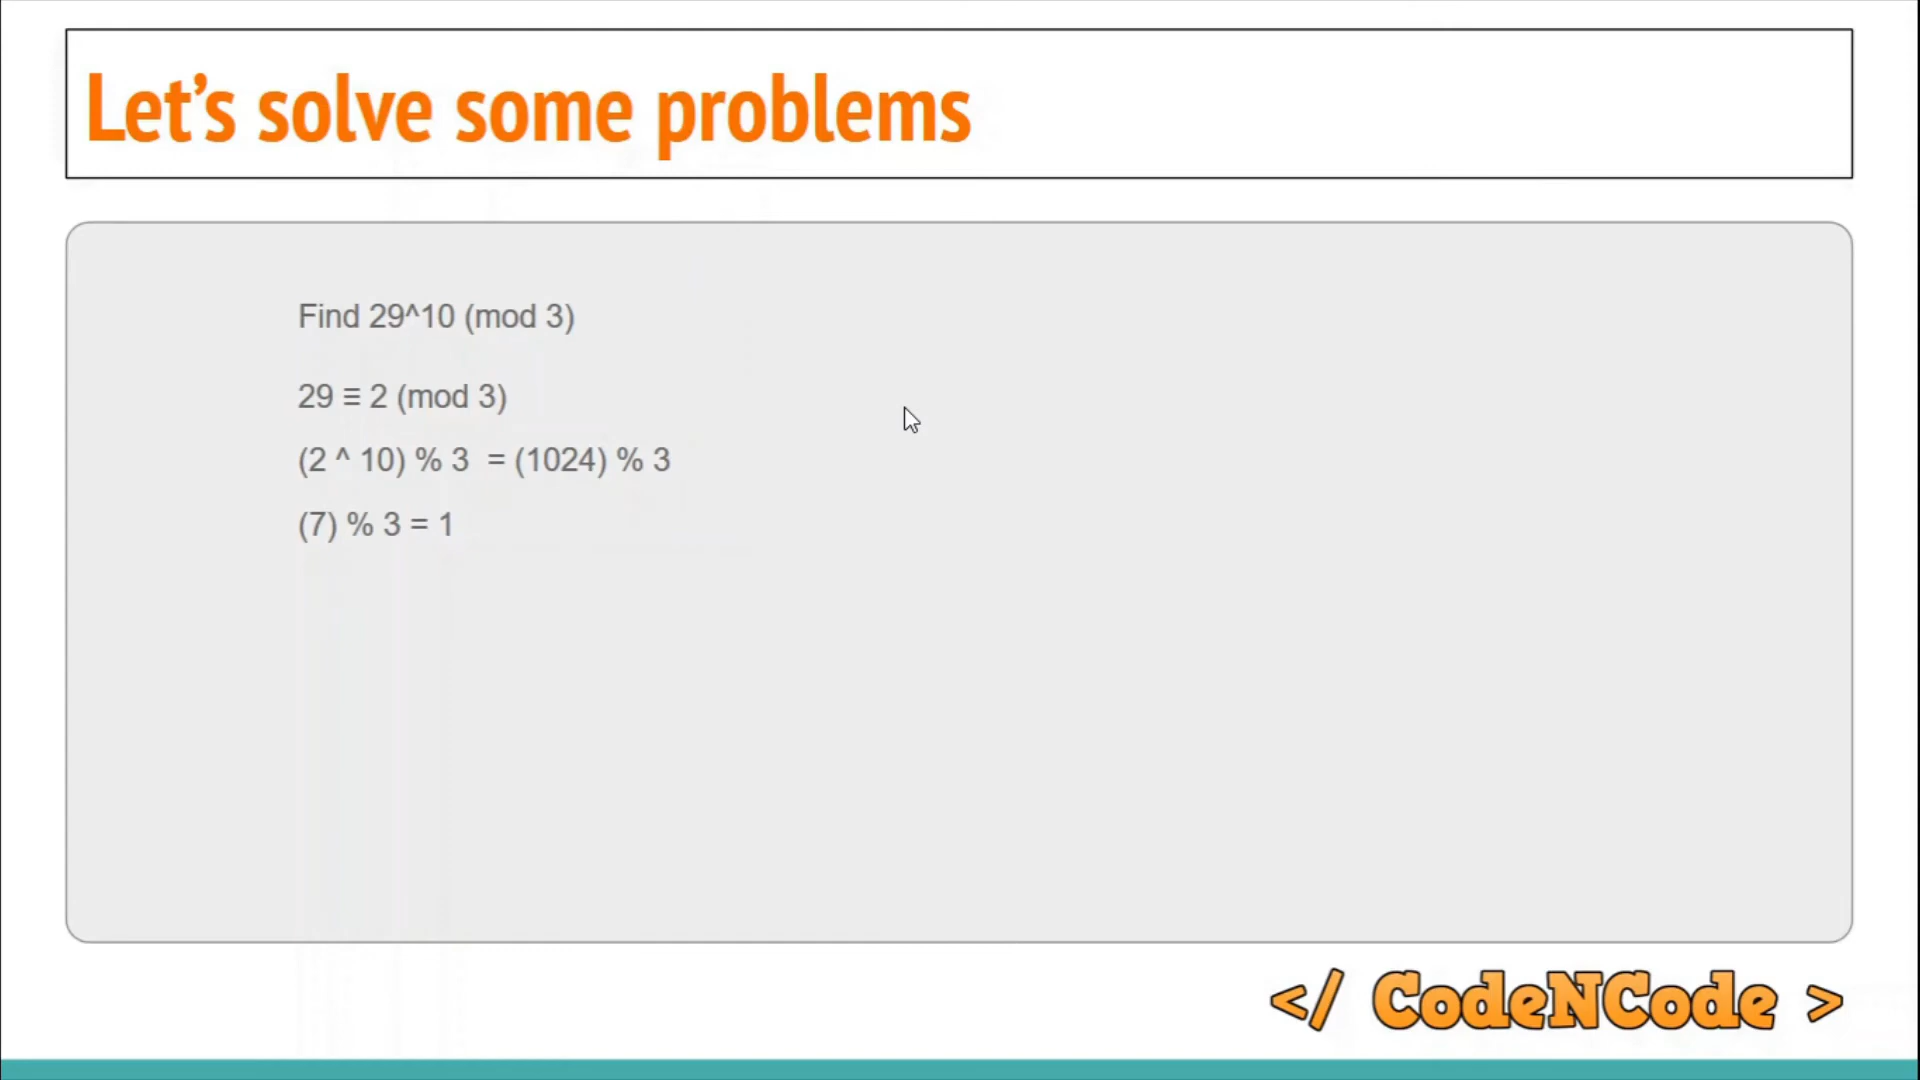 Let’s solve some problems
Find 29^10 (mod 3)
29 ≡ 2 (mod 3)
(2 ^ 10) % 3  = (1024) % 3
(7) % 3 = 1
</ CodeNCode >